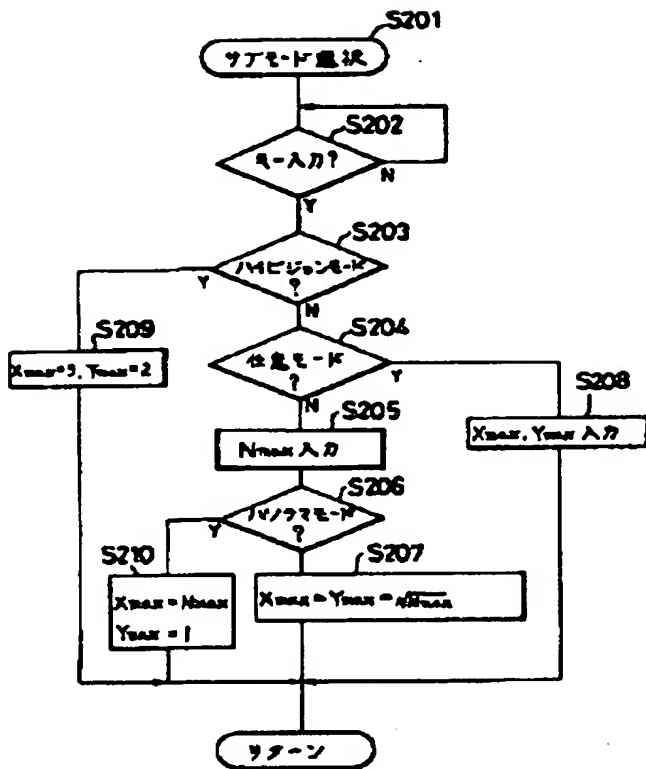 S201
サブモード選択
S202
キー入力?
N
Y
S203
ハイビジョンモード
?
Y
N
S204
任意モード
?
Y
N
S209
Xmax=3, Ymax=2
S208
Xmax, Ymax 入力
S205
Nmax 入力
S206
パノラマモード
?
Y
S210
Xmax = Nmax
Ymax = 1
S207
Xmax = Ymax = √Nmax
リターン